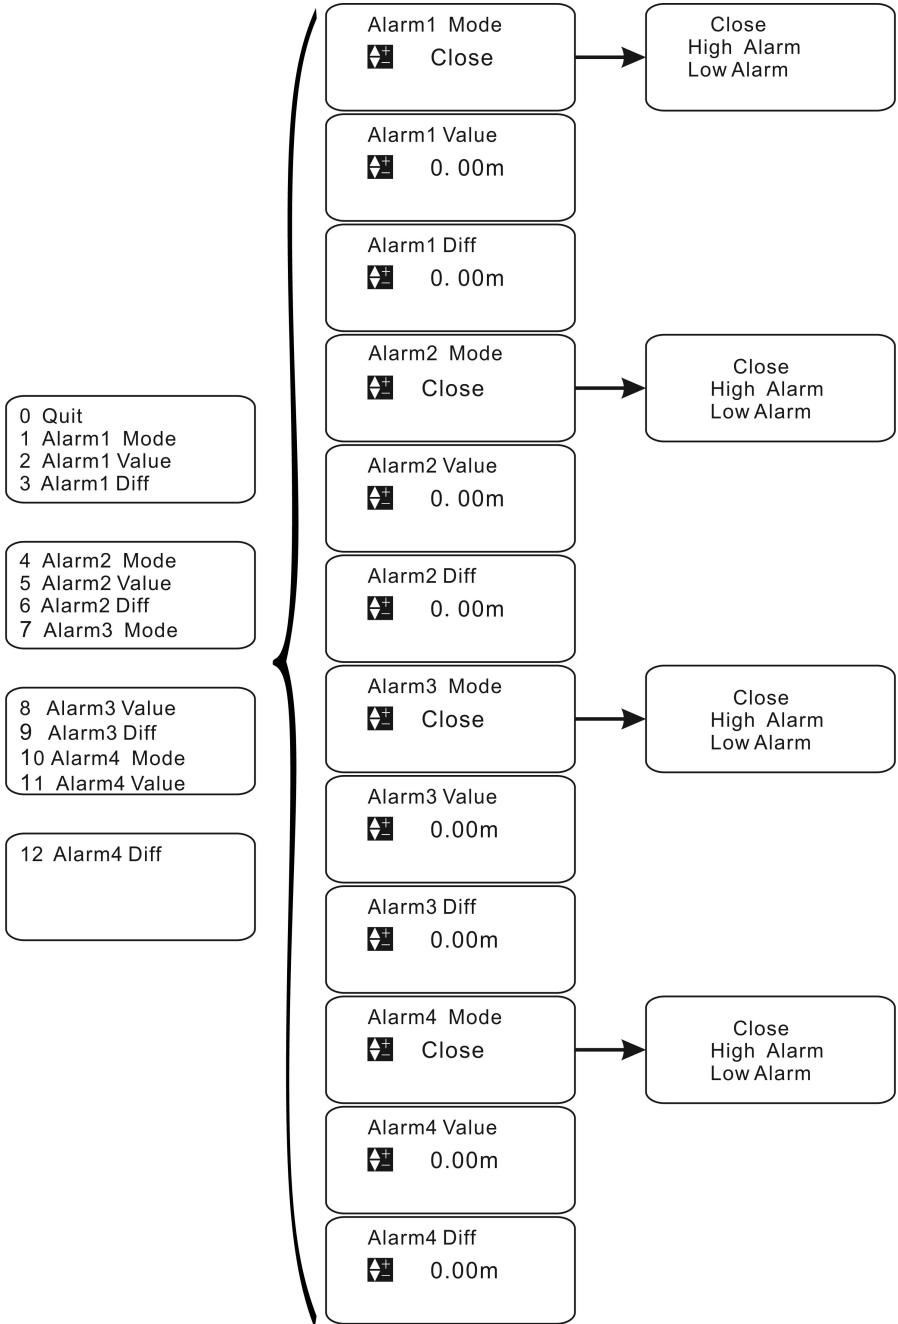 0 Quit
1 Alarm1 Mode
2 Alarm1 Value
3 Alarm1 Diff
4 Alarm2 Mode
5 Alarm2 Value
6 Alarm2 Diff
7 Alarm3 Mode
8 Alarm3 Value
9 Alarm3 Diff
10 Alarm4 Mode
11 Alarm4 Value
12 Alarm4 Diff
Alarm1 Mode
Close
Close
High Alarm
Low Alarm
Alarm1 Value
0. 00m
Alarm1 Diff
0. 00m
Alarm2 Mode
Close
Close
High Alarm
Low Alarm
Alarm2 Value
0. 00m
Alarm2 Diff
0. 00m
Alarm3 Mode
Close
Close
High Alarm
Low Alarm
Alarm3 Value
0.00m
Alarm3 Diff
0.00m
Alarm4 Mode
Close
Close
High Alarm
Low Alarm
Alarm4 Value
0.00m
Alarm4 Diff
0.00m